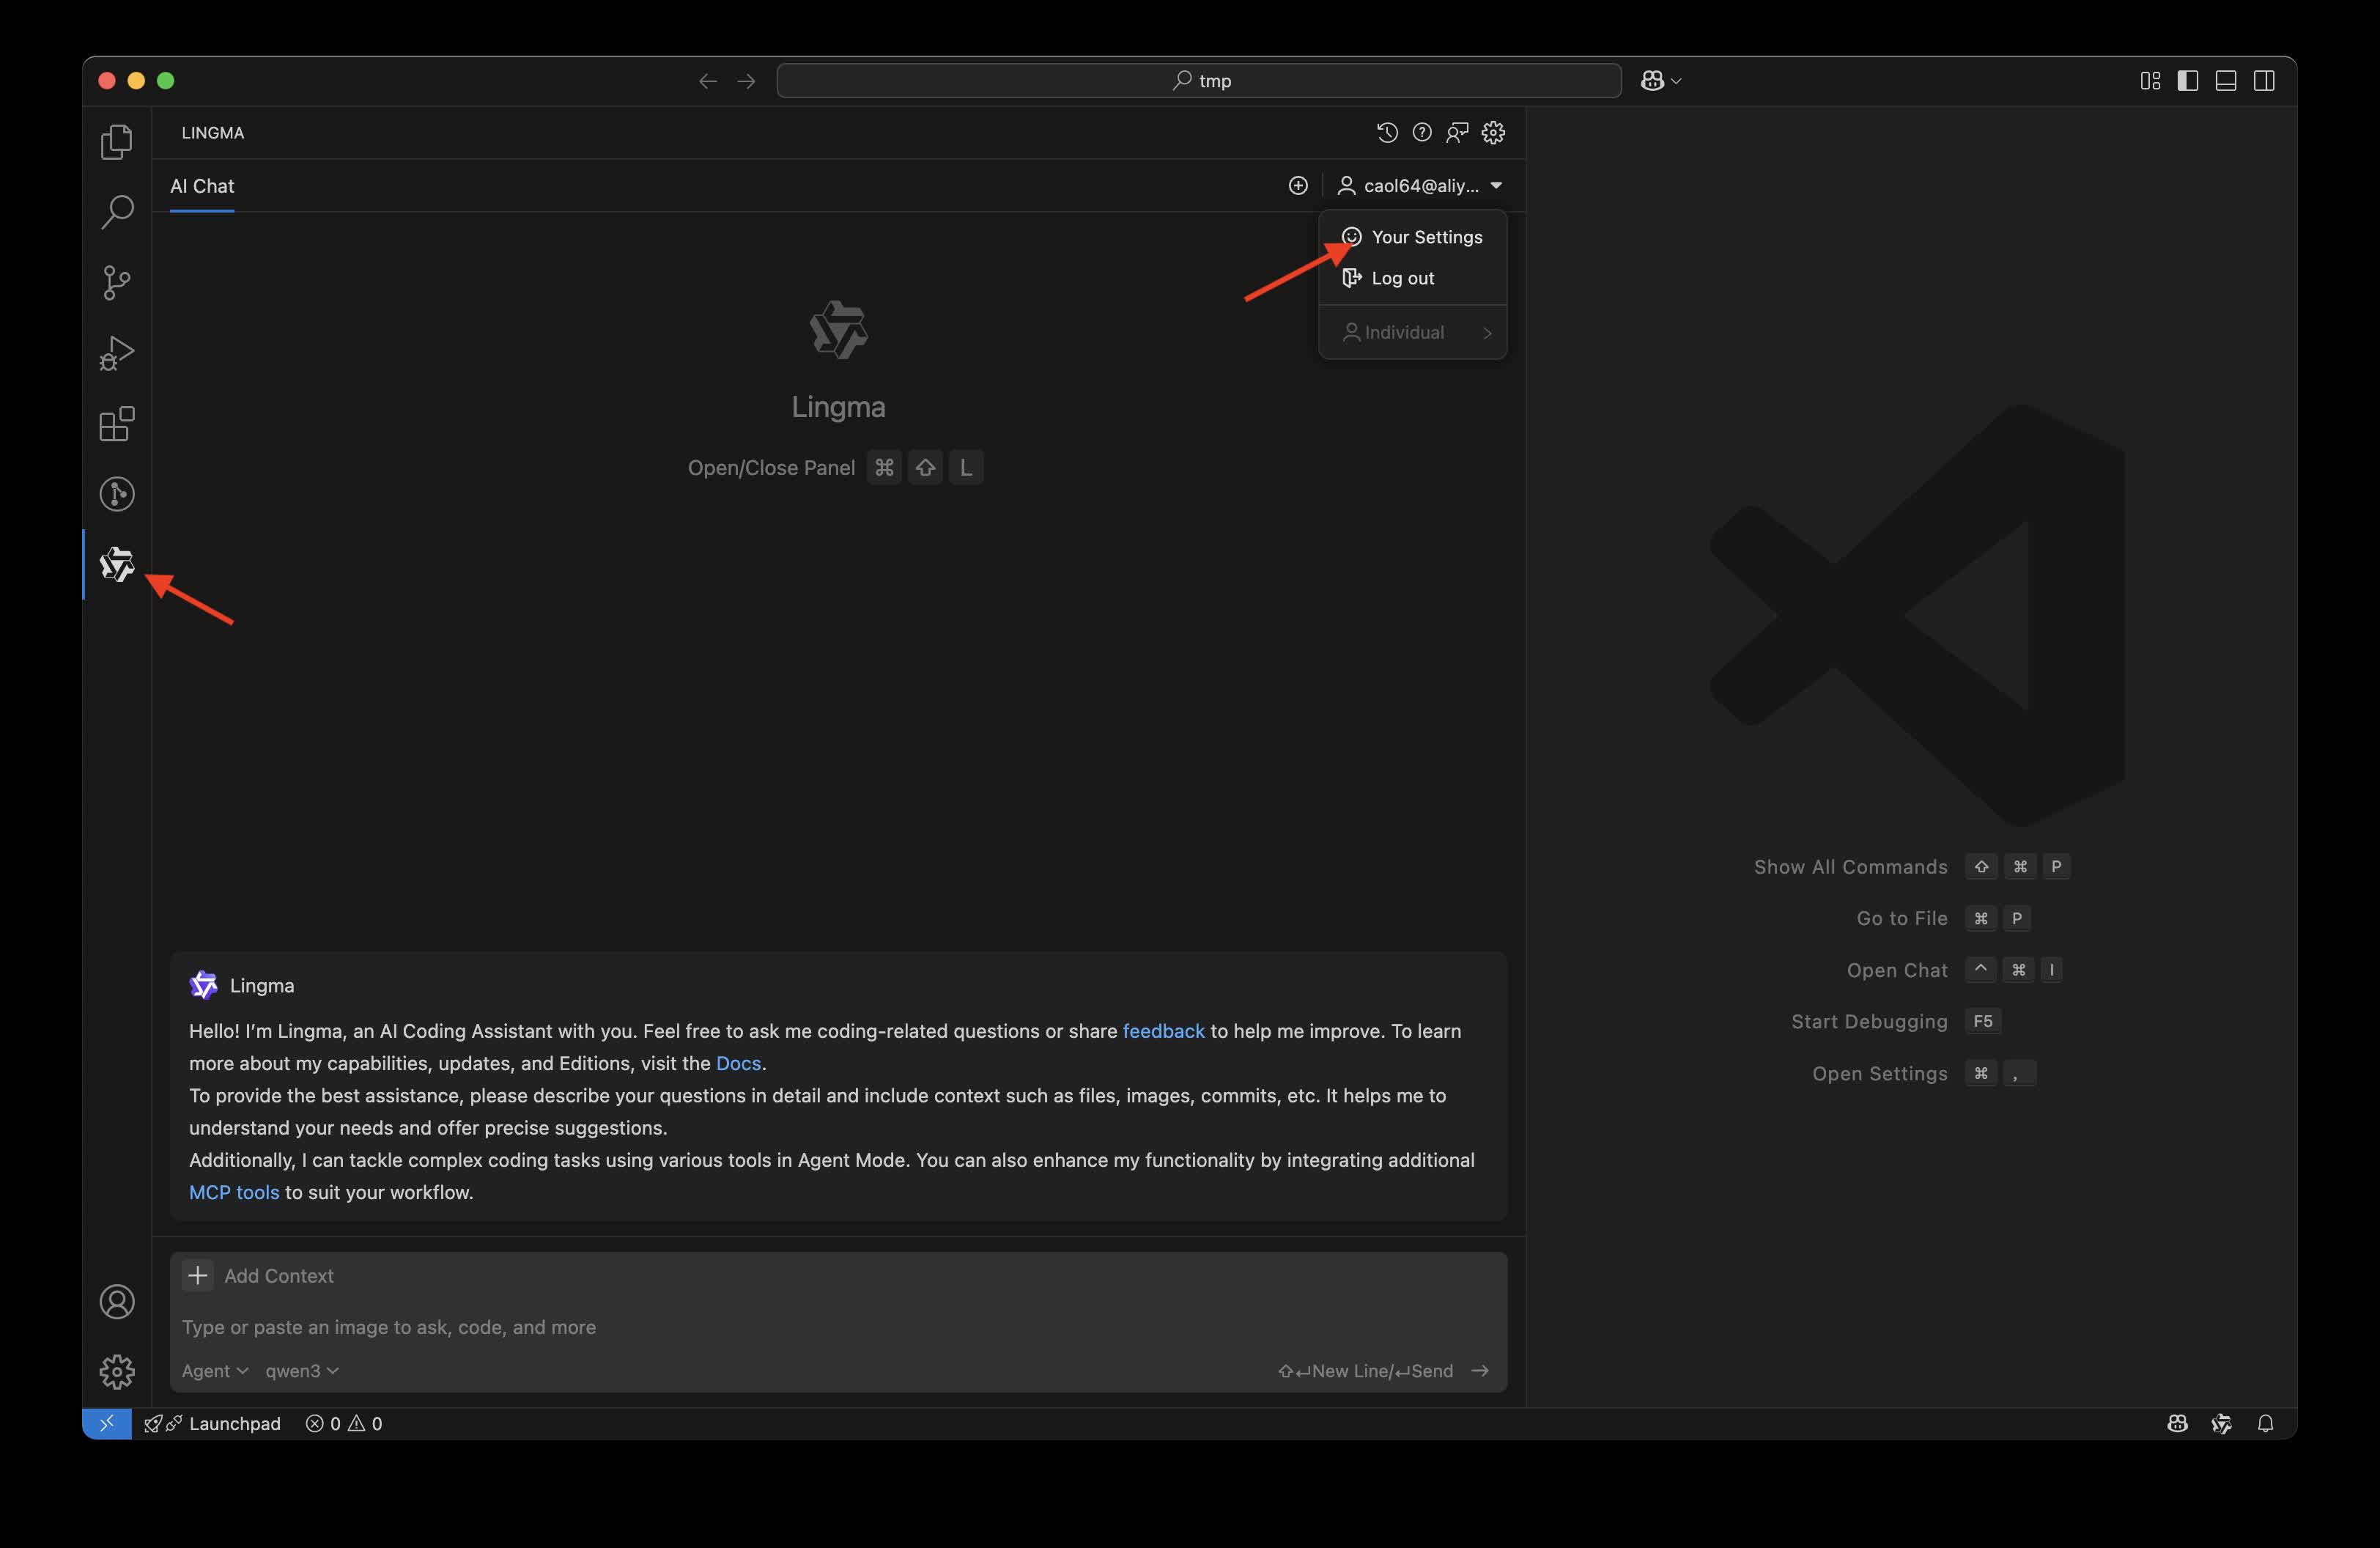 tmp
LINGMA
AI Chat
caol64@aliy...
Your Settings
Log out
Individual
Lingma
Open/Close Panel ⌘ ⇧ L
Show All Commands ⇧ ⌘ P
Go to File ⌘ P
Open Chat ^ ⌘ I
Start Debugging F5
Open Settings ⌘ ,
Lingma
Hello! I'm Lingma, an AI Coding Assistant with you. Feel free to ask me coding-related questions or share feedback to help me improve. To learn
more about my capabilities, updates, and Editions, visit the Docs.
To provide the best assistance, please describe your questions in detail and include context such as files, images, commits, etc. It helps me to
understand your needs and offer precise suggestions.
Additionally, I can tackle complex coding tasks using various tools in Agent Mode. You can also enhance my functionality by integrating additional
MCP tools to suit your workflow.
Add Context
Type or paste an image to ask, code, and more
Agent qwen3 ⇧↵New Line/↵Send
Launchpad 0 0